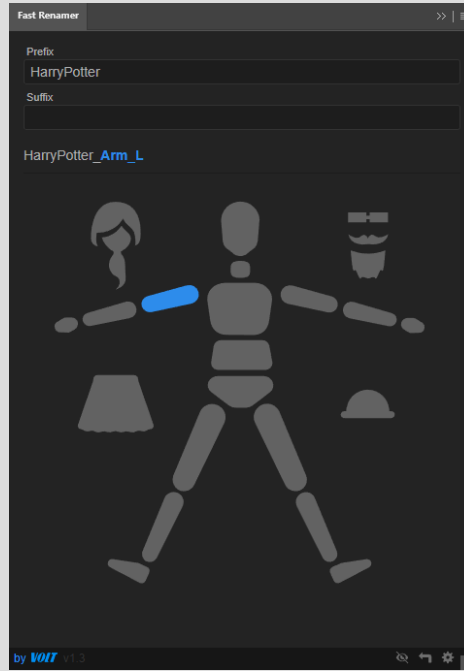 Fast Renamer
Prefix
HarryPotter
Suffix
HarryPotter_Arm_L
by VOIT v1.3